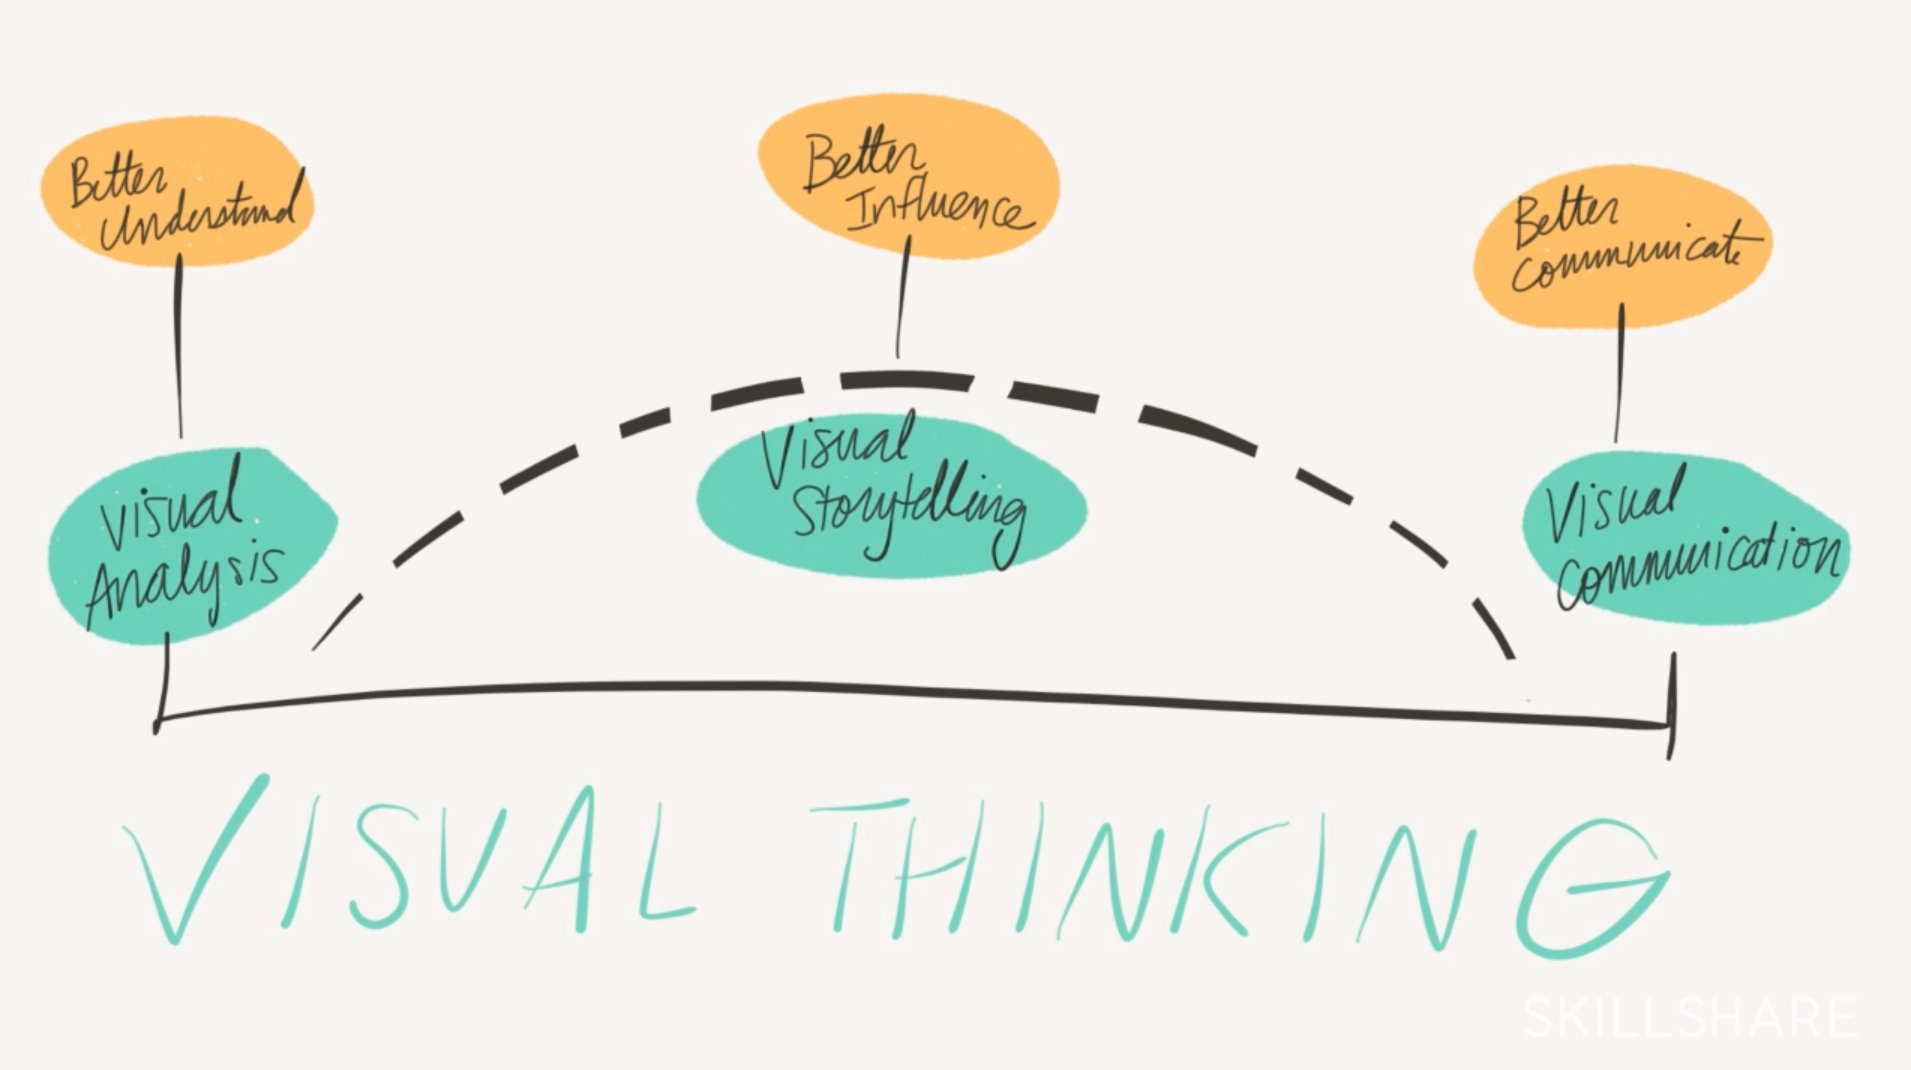 Better
Understand
Better
Influence
Better
Communicate
Visual
Analysis
Visual
Storytelling
Visual
Communication
VISUAL THINKING
SKILLSHARE